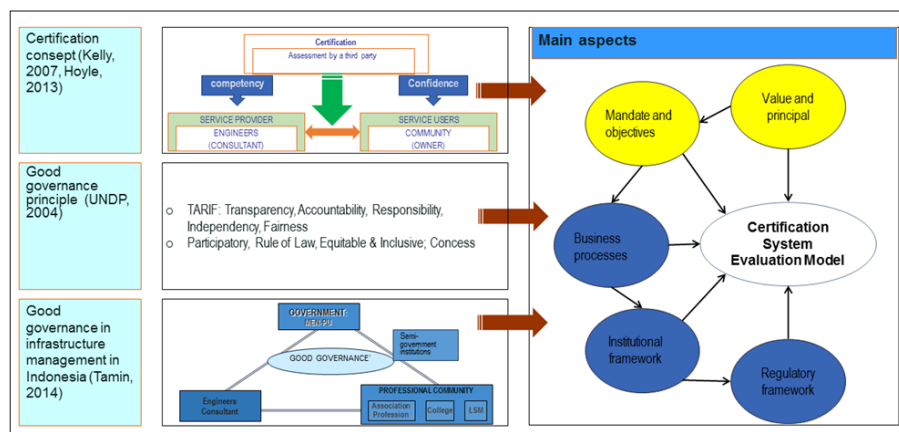 Certification
consept (Kelly,
2007, Hoyle,
2013)
Certification
Assessment by a third party
competency
Confidence
SERVICE PROVIDER
ENGINEERS
(CONSULTANT)
SERVICE USERS
COMMUNITY
(OWNER)
Good
governance
principle (UNDP,
2004)
o TARIF: Transparency, Accountability, Responsibility,
Independency, Fairness
o Participatory, Rule of Law, Equitable & Inclusive; Concess
Good
governance in
infrastructure
management in
Indonesia (Tamin,
2014)
GOVERNMENT:
MEN PU
Semi-
government
institutions
GOOD GOVERNANCE`
Engineers
Consultant
PROFESSIONAL COMMUNITY
Association
Profession
College
LSM
Main aspects
Mandate and
objectives
Value and
principal
Business
processes
Certification
System
Evaluation Model
Institutional
framework
Regulatory
framework